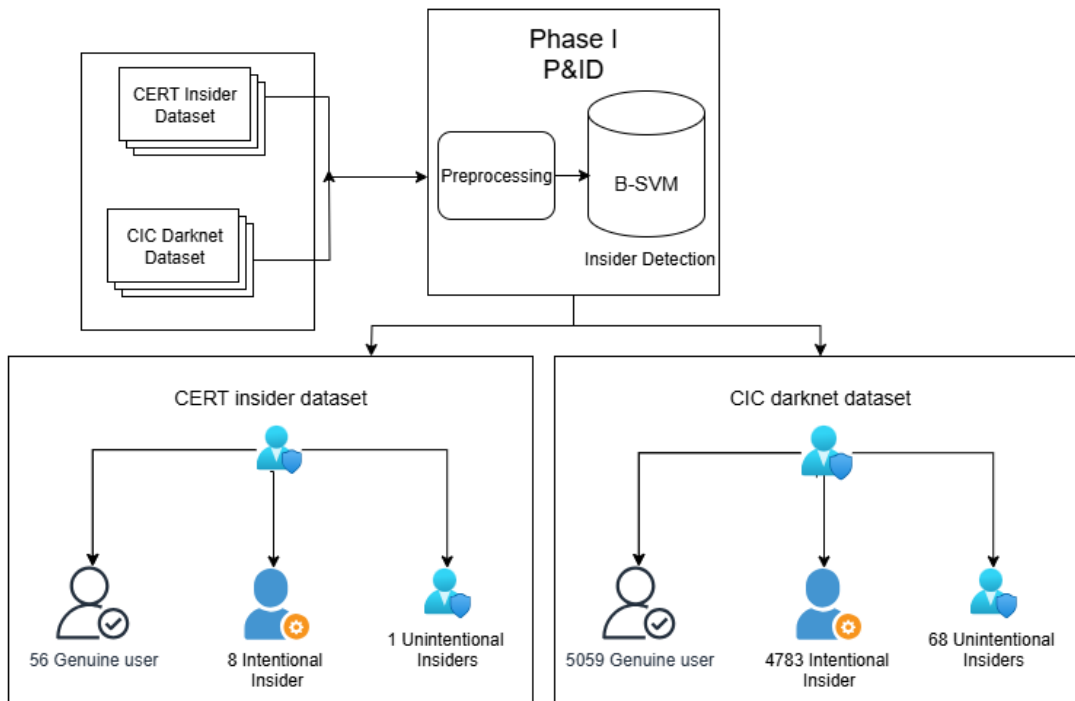 Phase I
P&ID
CERT Insider
Dataset
CIC Darknet
Dataset
Preprocessing
B-SVM
Insider Detection
CERT insider dataset
56 Genuine user
8 Intentional
Insider
1 Unintentional
Insiders
CIC darknet dataset
5059 Genuine user
4783 Intentional
Insider
68 Unintentional
Insiders